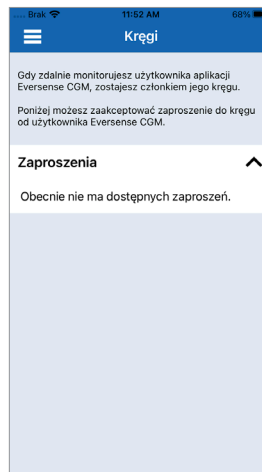 ..... Brak 11:52 AM 68%
Kręgi
Gdy zdalnie monitorujesz użytkownika aplikacji
Eversense CGM, zostajesz członkiem jego kręgu.
Poniżej możesz zaakceptować zaproszenie do kręgu
od użytkownika Eversense CGM.
Zaproszenia
Obecnie nie ma dostępnych zaproszeń.